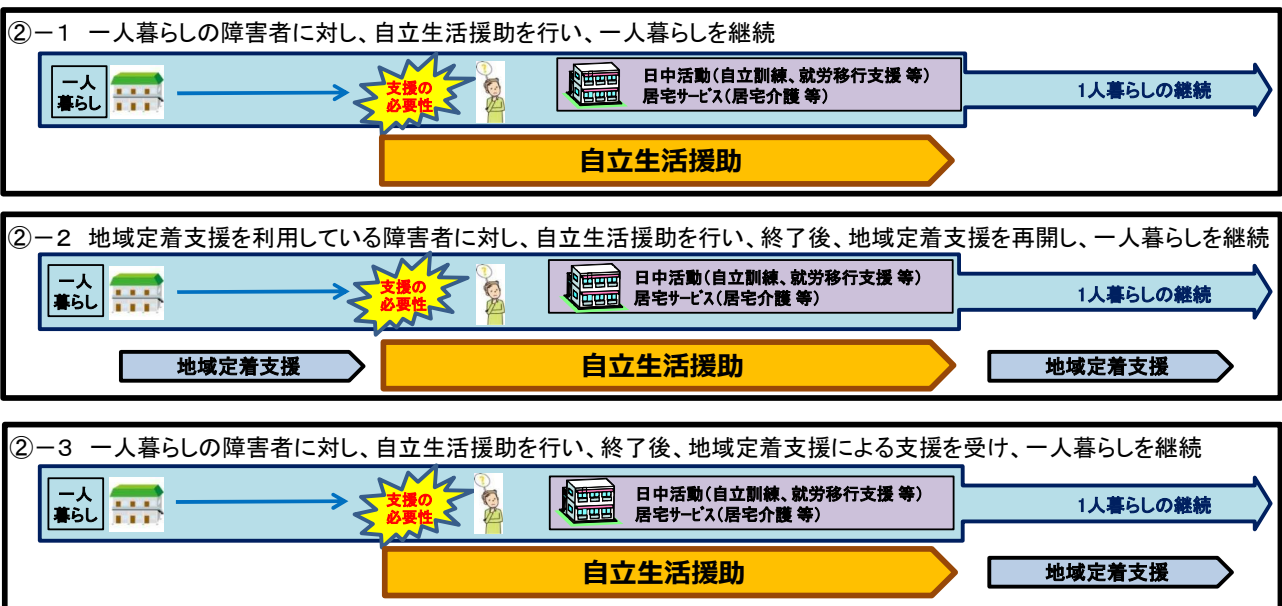 ②－１ 一人暮らしの障害者に対し、自立生活援助を行い、一人暮らしを継続
一人
暮らし
支援の
必要性
日中活動（自立訓練、就労移行支援 等）
居宅サービス（居宅介護 等）
1人暮らしの継続
自立生活援助
②－２ 地域定着支援を利用している障害者に対し、自立生活援助を行い、終了後、地域定着支援を再開し、一人暮らしを継続
一人
暮らし
支援の
必要性
日中活動（自立訓練、就労移行支援 等）
居宅サービス（居宅介護 等）
1人暮らしの継続
地域定着支援
自立生活援助
地域定着支援
②－３ 一人暮らしの障害者に対し、自立生活援助を行い、終了後、地域定着支援による支援を受け、一人暮らしを継続
一人
暮らし
支援の
必要性
日中活動（自立訓練、就労移行支援 等）
居宅サービス（居宅介護 等）
1人暮らしの継続
自立生活援助
地域定着支援